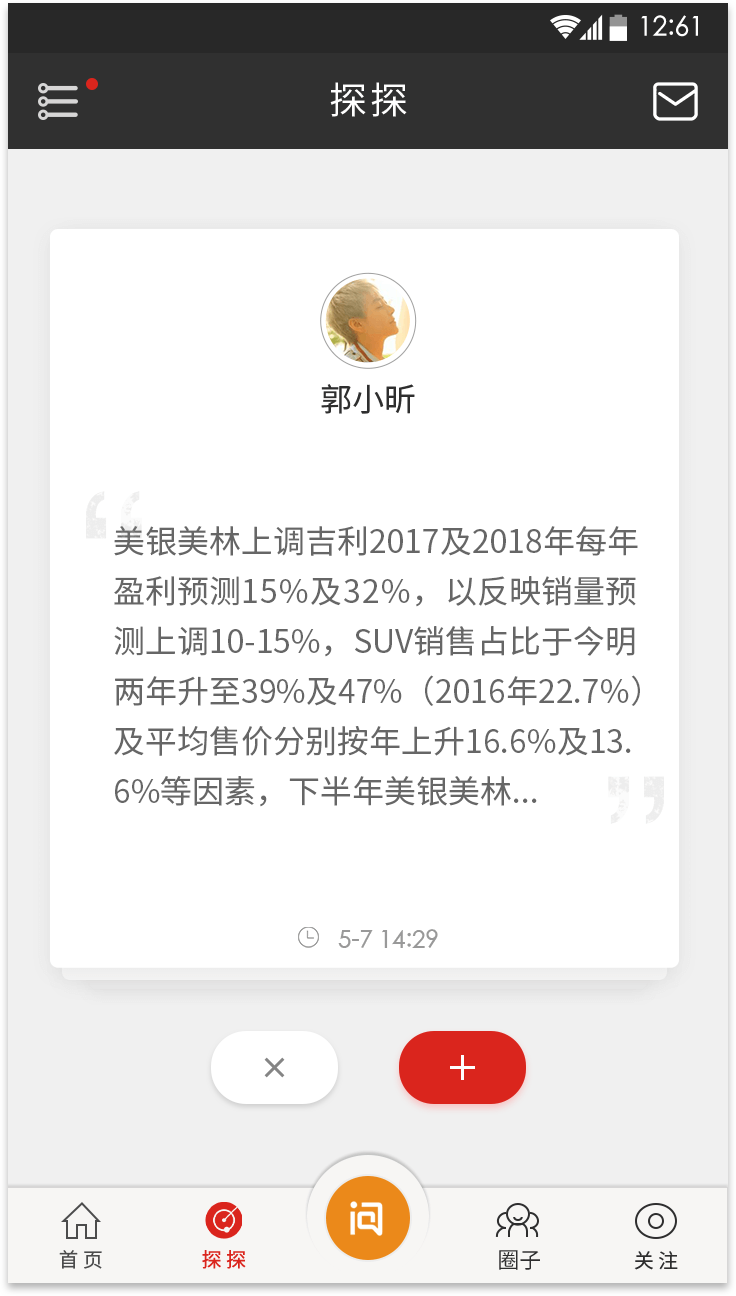 12:61
探探
郭小昕
美银美林上调吉利2017及2018年每年
盈利预测15%及32%，以反映销量预
测上调10-15%，SUV销售占比于今明
两年升至39%及47%（2016年22.7%）
及平均售价分别按年上升16.6%及13.
6%等因素，下半年美银美林...
5-7 14:29
问
首页
探探
圈子
关注